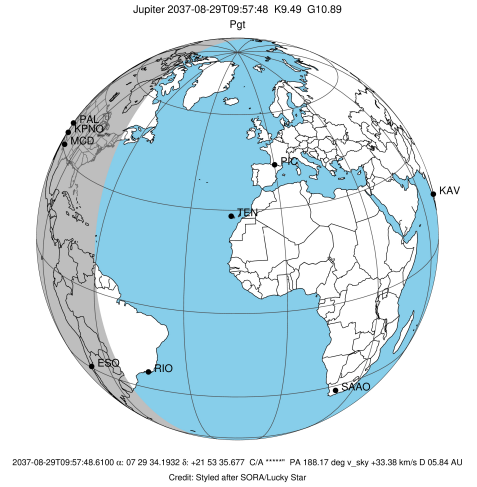 Jupiter 2037-08-29T09:57:48 K9.49 G10.89
Pgt
PAL
KPNO
MCD
PIC
KAV
TEN
ESO
RIO
SAAO
2037-08-29T09:57:48.6100 α: 07 29 34.1932 δ: +21 53 35.677 C/A *****" PA 188.17 deg v_sky +33.38 km/s D 05.84 AU
Credit: Styled after SORA/Lucky Star